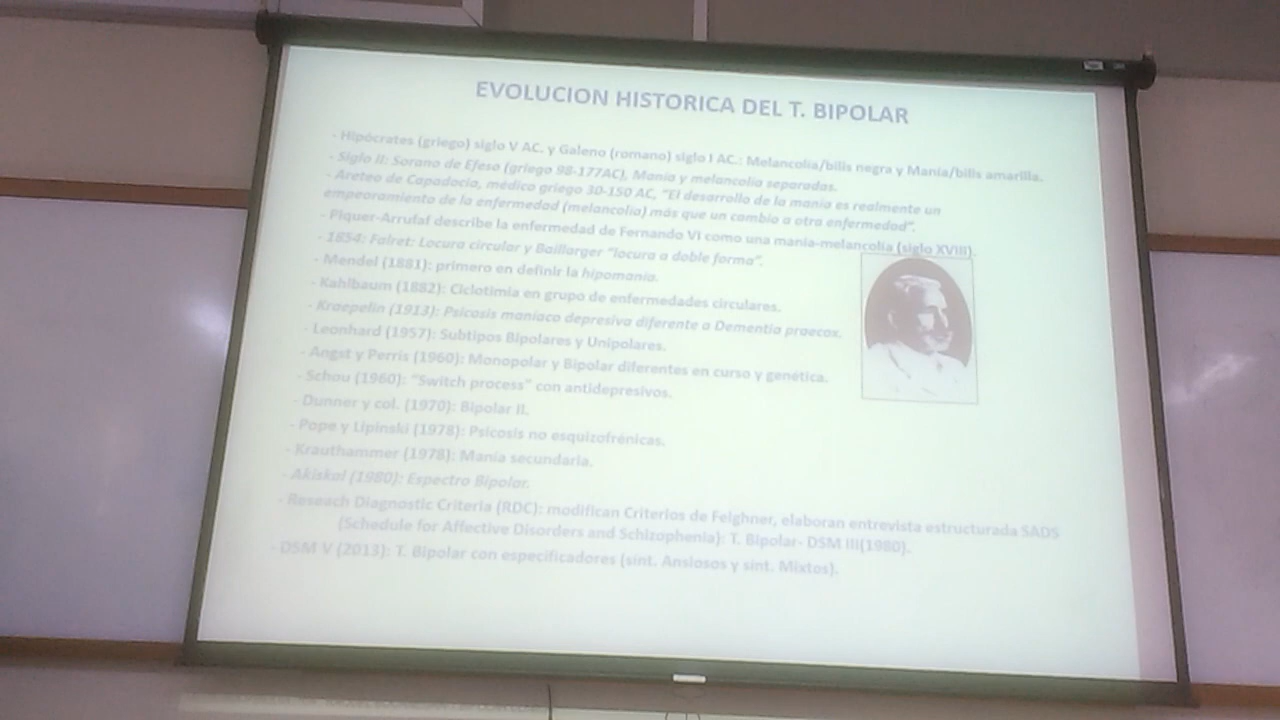 EVOLUCION HISTORICA DEL T. BIPOLAR
- Hipócrates (griego) siglo V AC. y Galeno (romano) siglo I AC.: Melancolía/bilis negra y Manía/bilis amarilla.
- Siglo II: Sorano de Efeso (griego 98-177AC), Manía y melancolía separadas.
- Areteo de Capadocia, médico griego 30-150 AC, "El desarrollo de la manía es realmente un
empeoramiento de la enfermedad (melancolía) más que un cambio a otra enfermedad".
- Piquer-Arrufat describe la enfermedad de Fernando VI como una manía-melancolía (siglo XVIII).
- 1854: Falret: Locura circular y Baillarger "locura a doble forma".
- Mendel (1881): primero en definir la hipomanía.
- Kahlbaum (1882): Ciclotimia en grupo de enfermedades circulares.
- Kraepelin (1913): Psicosis maníaco depresiva diferente a Dementia praecox.
- Leonhard (1957): Subtipos Bipolares y Unipolares.
- Angst y Perris (1960): Monopolar y Bipolar diferentes en curso y genética.
- Schou (1960): "Switch process" con antidepresivos.
- Dunner y col. (1970): Bipolar II.
- Pope y Lipinski (1978): Psicosis no esquizofrénicas.
- Krauthammer (1978): Manía secundaria.
- Akiskal (1980): Espectro Bipolar.
- Reseach Diagnostic Criteria (RDC): modifican Criterios de Feighner, elaboran entrevista estructurada SADS
(Schedule for Affective Disorders and Schizophenia): T. Bipolar- DSM III(1980).
- DSM V (2013): T. Bipolar con especificadores (sínt. Ansiosos y sínt. Mixtos).